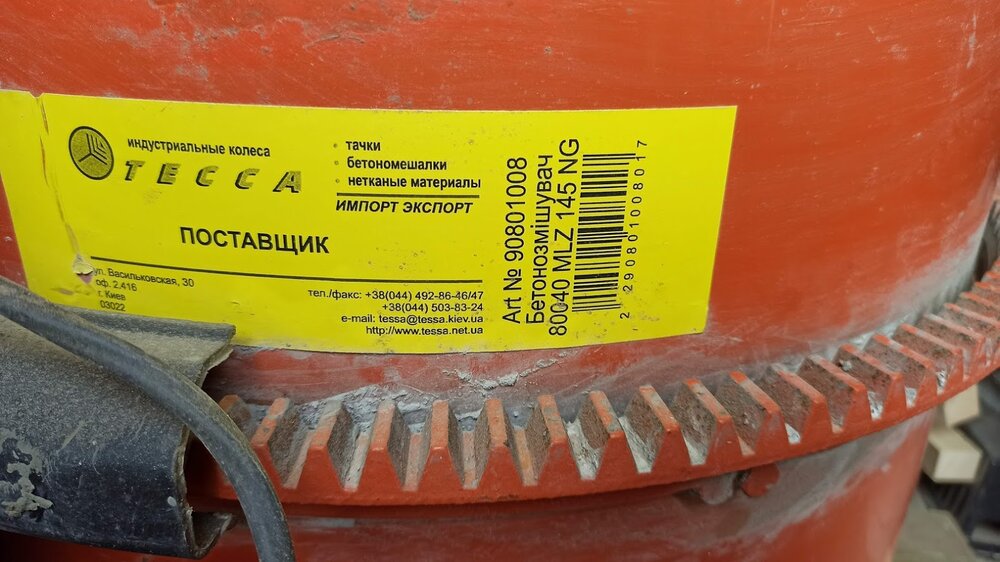 индустриальные колеса
ТЕССА
тачки
бетономешалки
нетканые материалы
ИМПОРТ ЭКСПОРТ
ПОСТАВЩИК
ул. Васильковская, 30
оф. 2.416
г. Киев
03022
тел./факс: +38(044) 492-86-46/47
+38(044) 503-83-24
e-mail: tessa@tessa.kiev.ua
http://www.tessa.net.ua
Art № 90801008
Бетонозмішувач
80040 MLZ 145 NG
2 290801008017